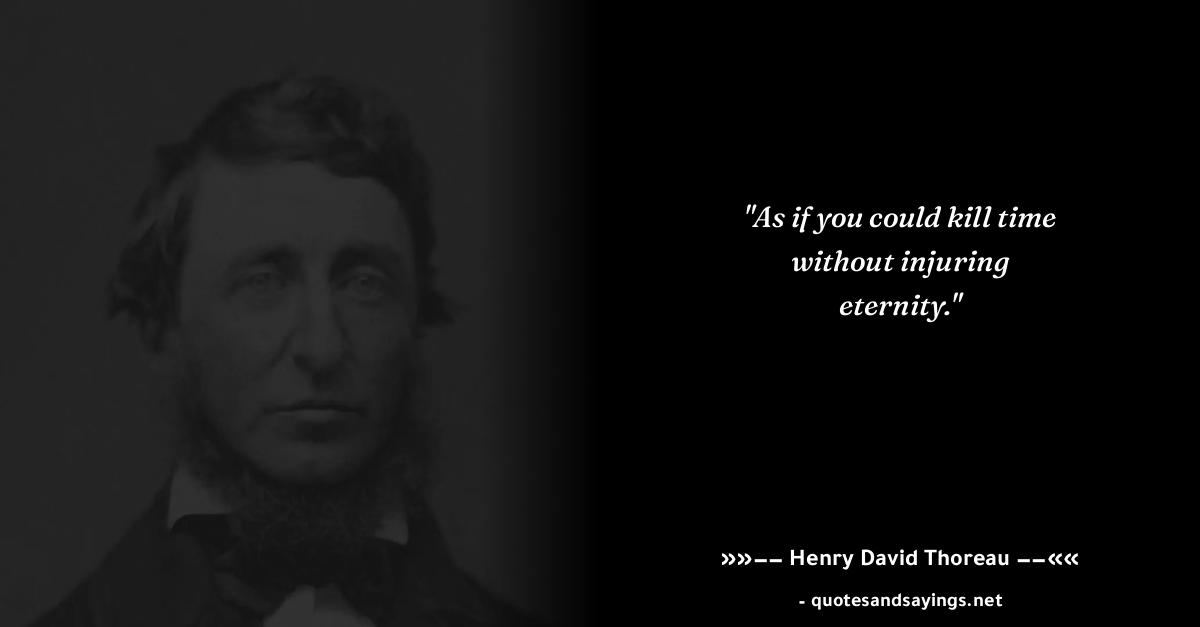 "As if you could kill time
without injuring
eternity."
»»−− Henry David Thoreau −−««
- quotesandsayings.net